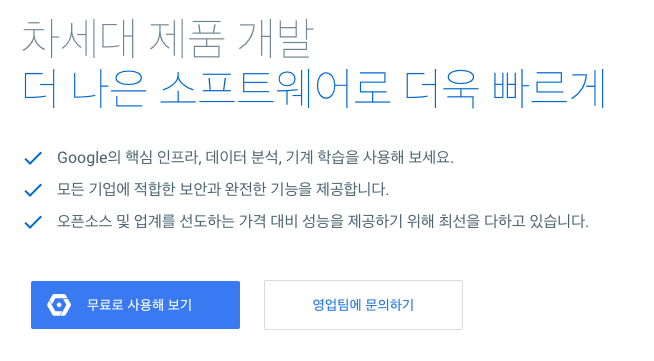 차세대 제품 개발
더 나은 소프트웨어로 더욱 빠르게
Google의 핵심 인프라, 데이터 분석, 기계 학습을 사용해 보세요.
모든 기업에 적합한 보안과 완전한 기능을 제공합니다.
오픈소스 및 업계를 선도하는 가격 대비 성능을 제공하기 위해 최선을 다하고 있습니다.
무료로 사용해 보기
영업팀에 문의하기